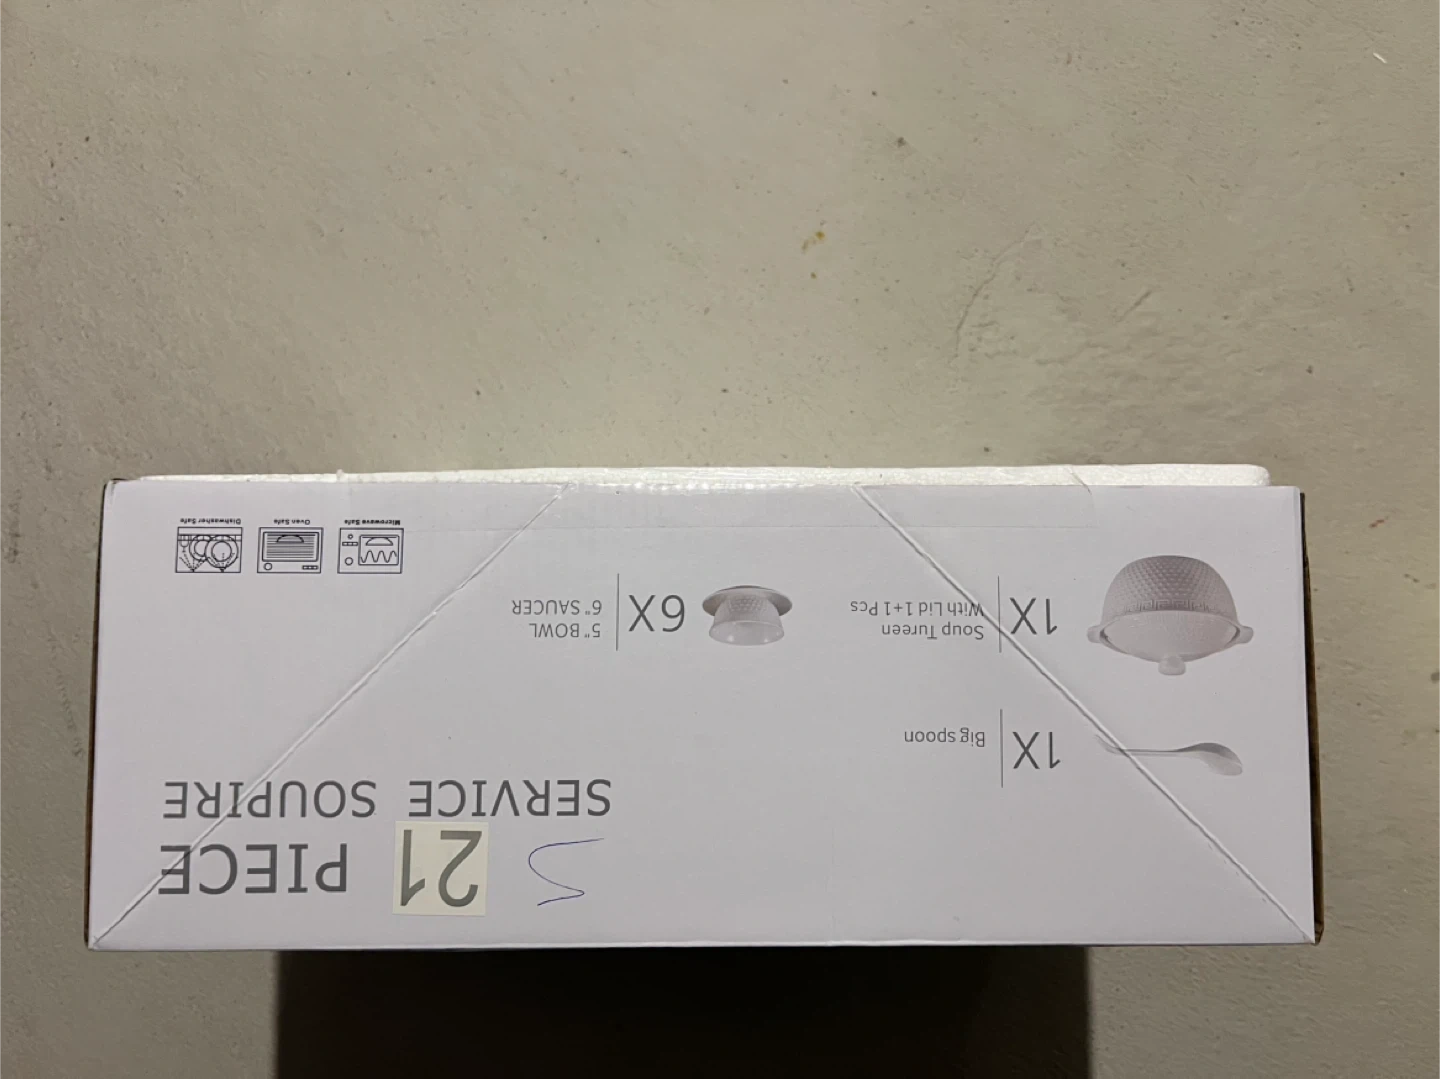 21 PIECE
SERVICE SOUPIRE
1X
Big spoon
1X
Soup Tureen
With Lid 1+1 Pcs
6X
5" BOWL
6" SAUCER
Microwave Safe
Oven Safe
Dishwasher Safe